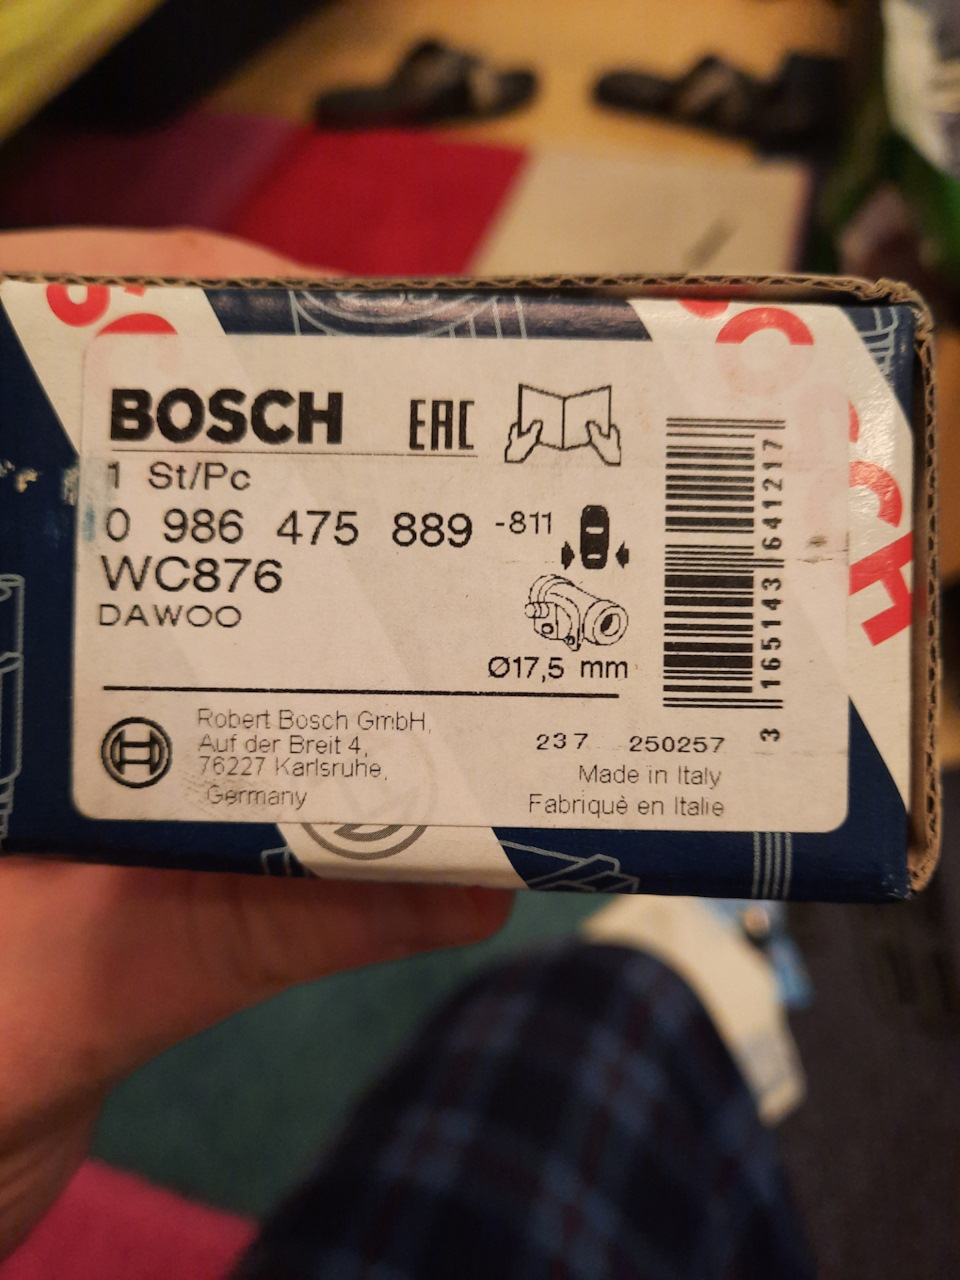 BOSCH EAC
1 St/Pc
0 986 475 889 -811
WC876
DAWOO
Ø17,5 mm
Robert Bosch GmbH,
Auf der Breit 4,
76227 Karlsruhe,
Germany
237 250257
Made in Italy
Fabriquè en Italie
3 165143 641217